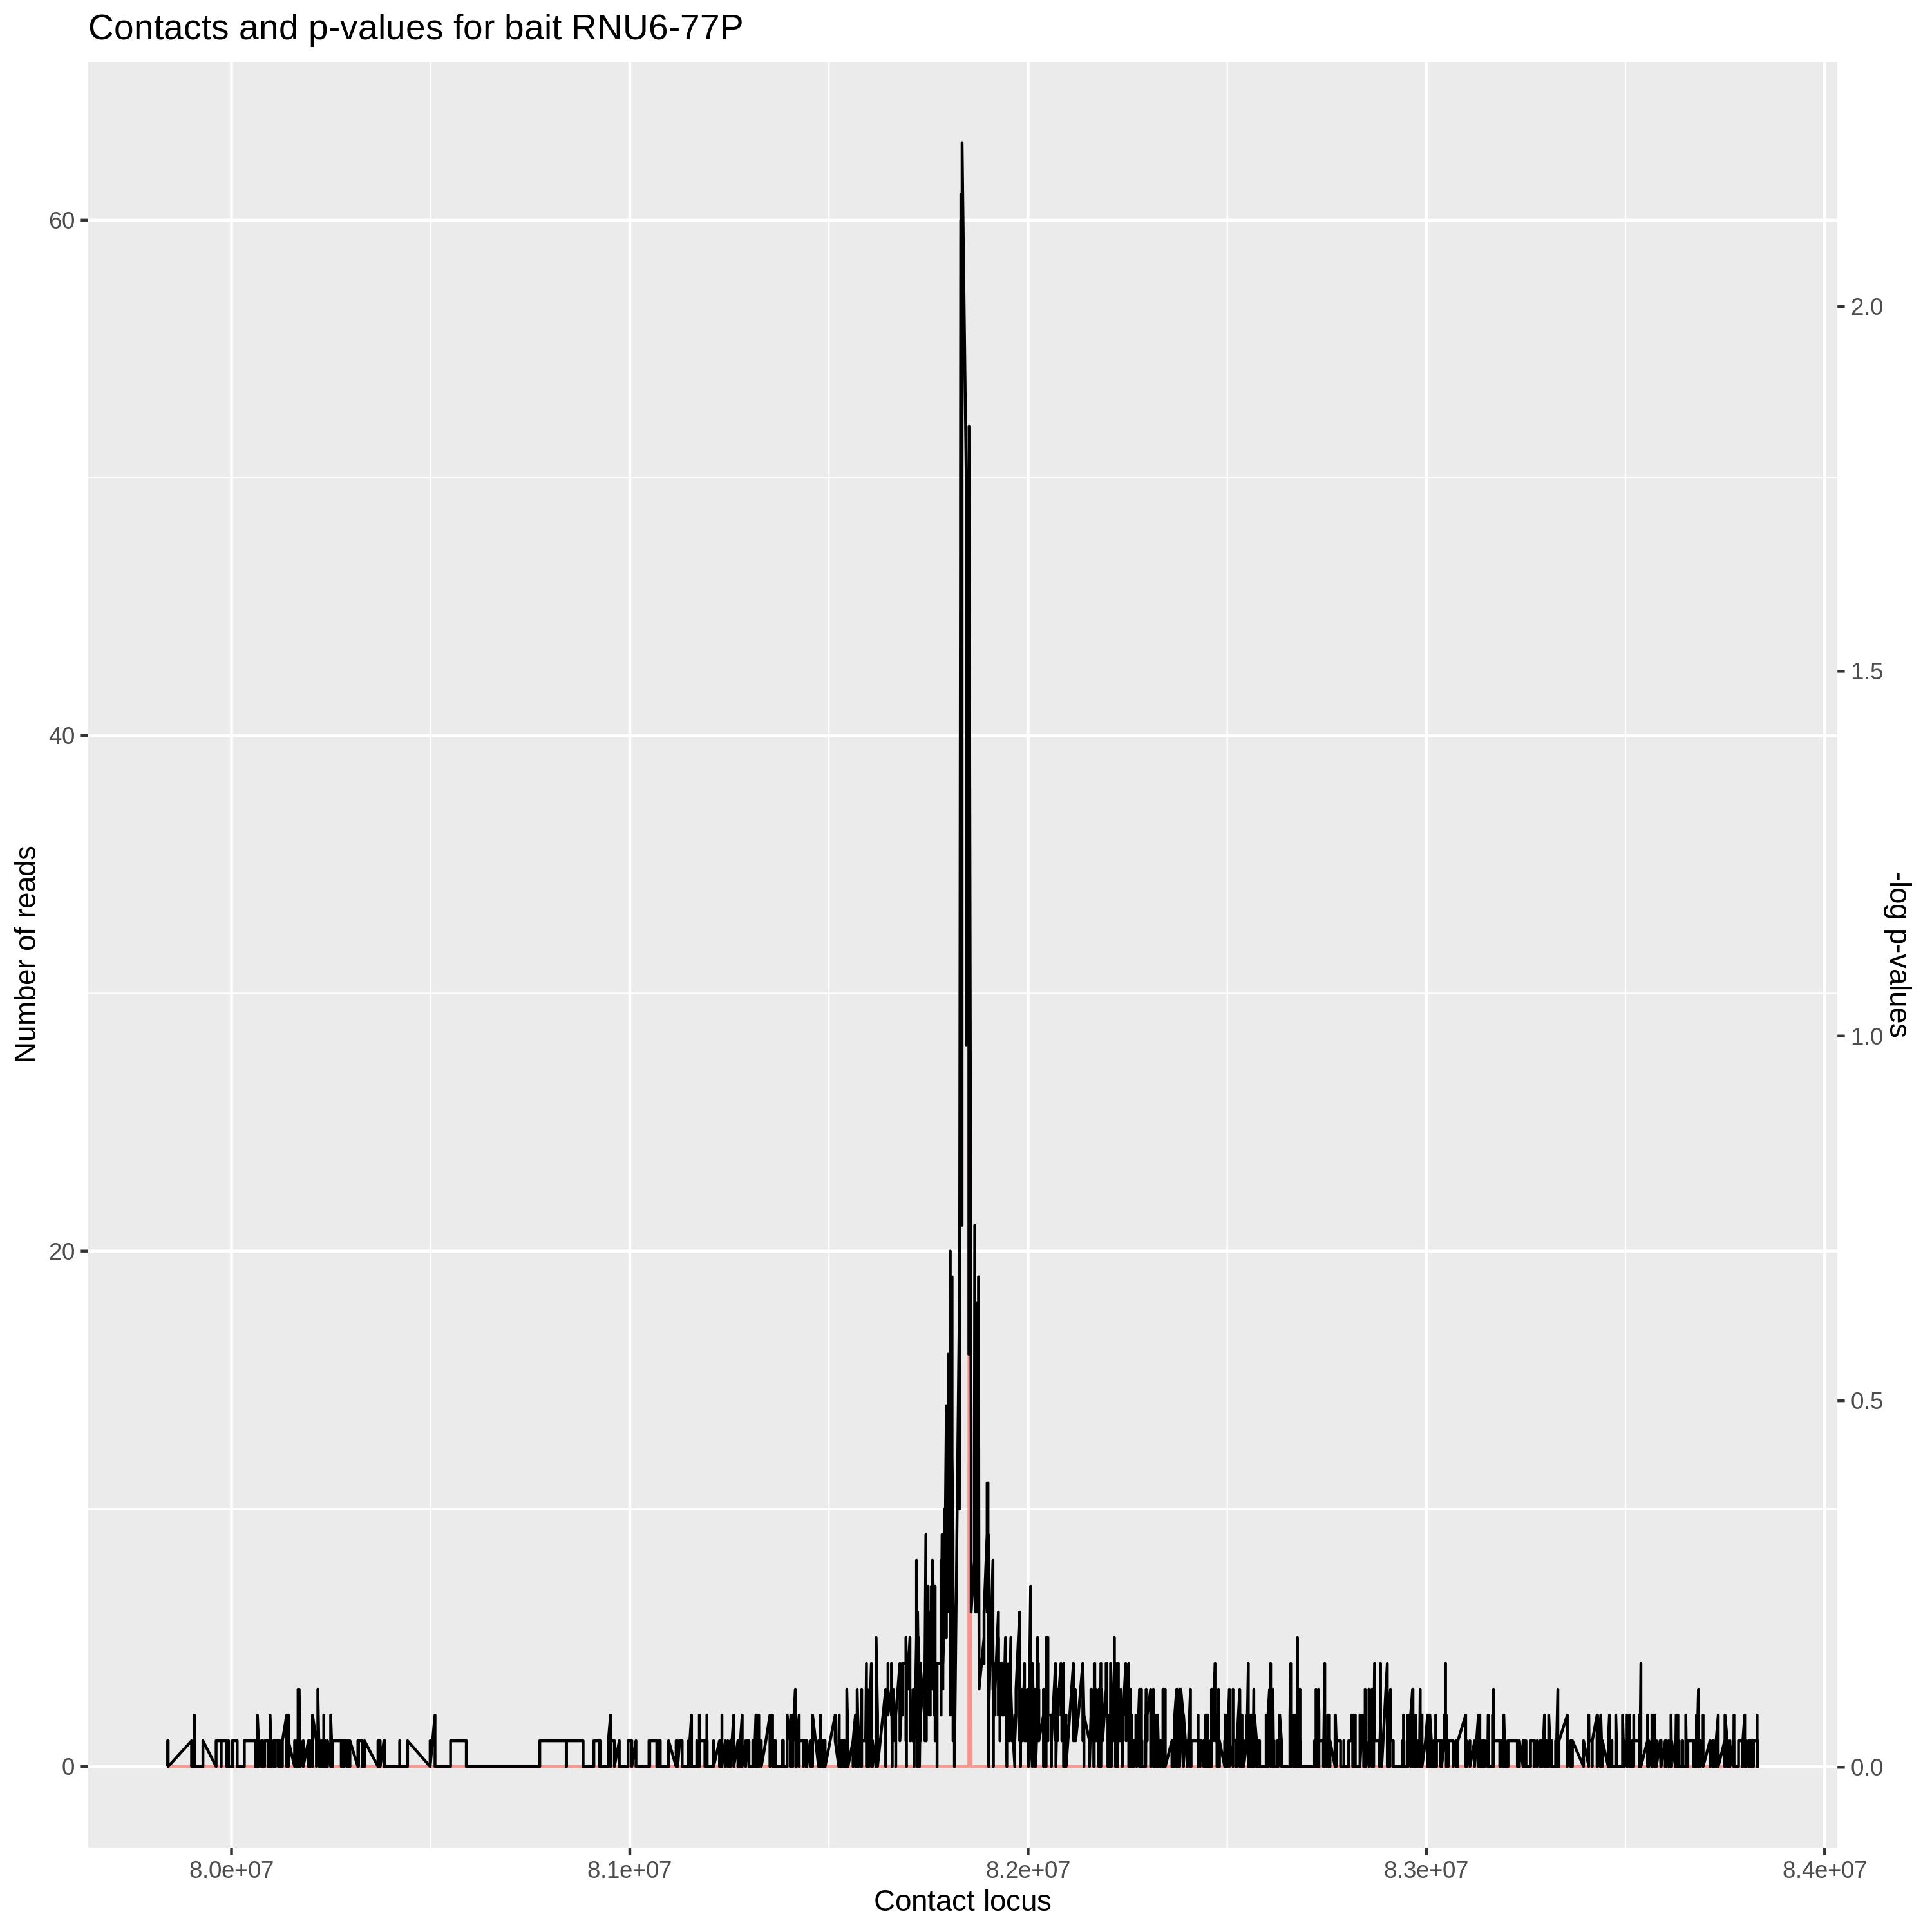 Contacts and p-values for bait RNU6-77P
60
40
20
0
Number of reads
2.0
1.5
1.0
0.5
0.0
-log p-values
8.0e+07 8.1e+07 8.2e+07 8.3e+07 8.4e+07
Contact locus